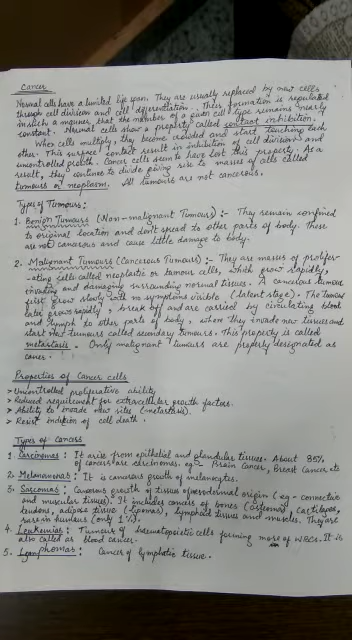 Cancer
Normal cells have a limited life span. They are usually replaced by new cells
through cell division and cell differentiation. Their formation is regulated
in such a manner, that the number of a given cell type remains nearly
constant. Normal cells show a property called contact inhibition.
When cells multiply, they become crowded and start touching each
other. This surface contact result in inhibition of cell division and
uncontrolled growth. Cancer cells seem to have lost this property. As a
result, they continue to divide giving rise to masses of cells called
tumours or neoplasm. All tumours are not cancerous.
Types of Tumours:
1. Benign Tumours (Non-malignant Tumours) :- They remain confined
to original location and don't spread to other parts of body. These
are not cancerous and cause little damage to body.
2. Malignant Tumours (Cancerous Tumours) :- They are masses of prolifer-
ating cells called neoplastic or tumour cells, which grow rapidly,
invading and damaging surrounding normal tissues. A cancerous tumour
first grow slowly with no symptoms visible (latent stage). The tumour
later grows rapidly, break off and are carried by circulating blood
and lymph to other parts of body, where they invade new tissues and
start new tumours called secondary tumours. This property is called
metastasis. Only malignant tumours are properly designated as
cancer.
Properties of Cancer cells
> Uncontrolled proliferative ability
> Reduced requirement for extracellular growth factors.
> Ability to invade new sites (metastasis).
> Resist induction of cell death.
Types of Cancers
1. Carcinomas : It arise from epithelial and glandular tissues. About 85%
of cancers are carcinomas. eg. Brain Cancer, Breast Cancer etc
2. Melanomas : It is cancerous growth of melanocytes.
3. Sarcomas : Cancerous growth of tissues of mesodermal origin (eg - connective
and muscular tissues). It includes cancers of bones (osteomas), cartilages,
tendons, adipose tissue (lipomas), lymphoid tissues and muscles. They are
rare in humans (only 1%).
4. Leukemias : Tumours of haematopoietic cells forming more of WBCs. It is
also called as blood cancer.
5. Lymphomas : Cancer of lymphatic tissue.